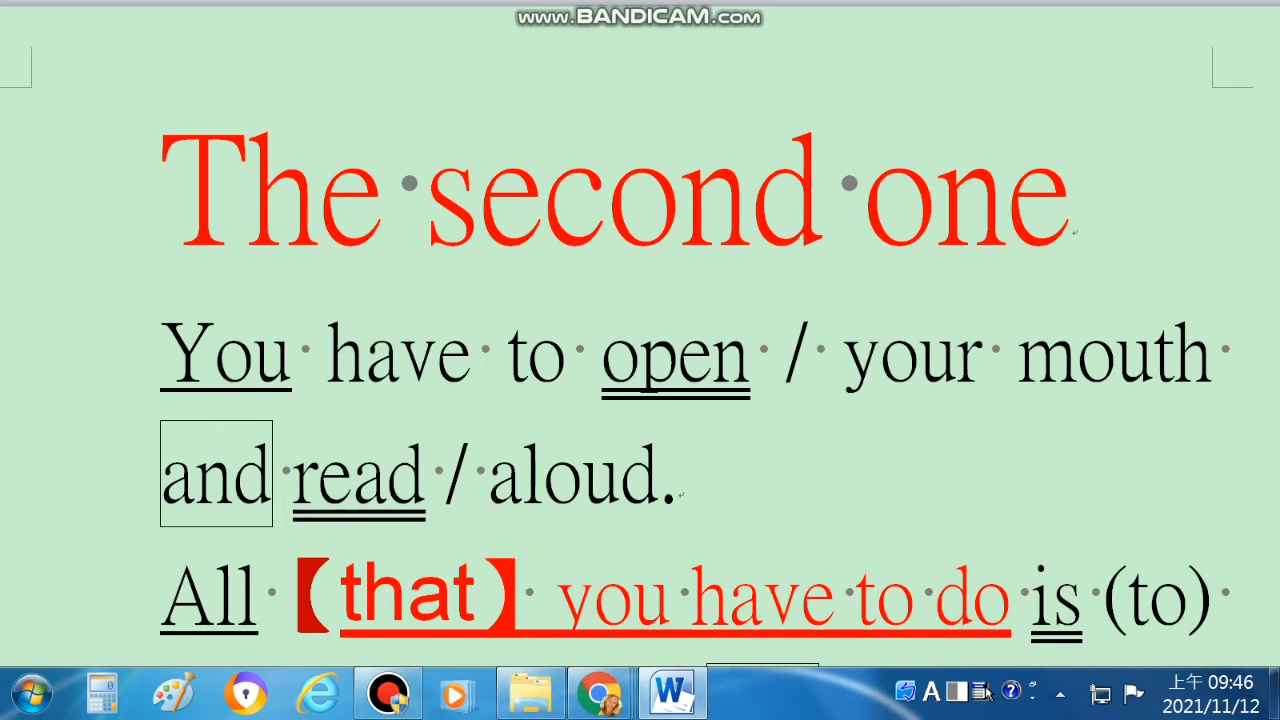 www.BANDICAM.com
The second one
You have to open / your mouth
and read / aloud.
All 【that】 you have to do is (to)
上午 09:46
2021/11/12